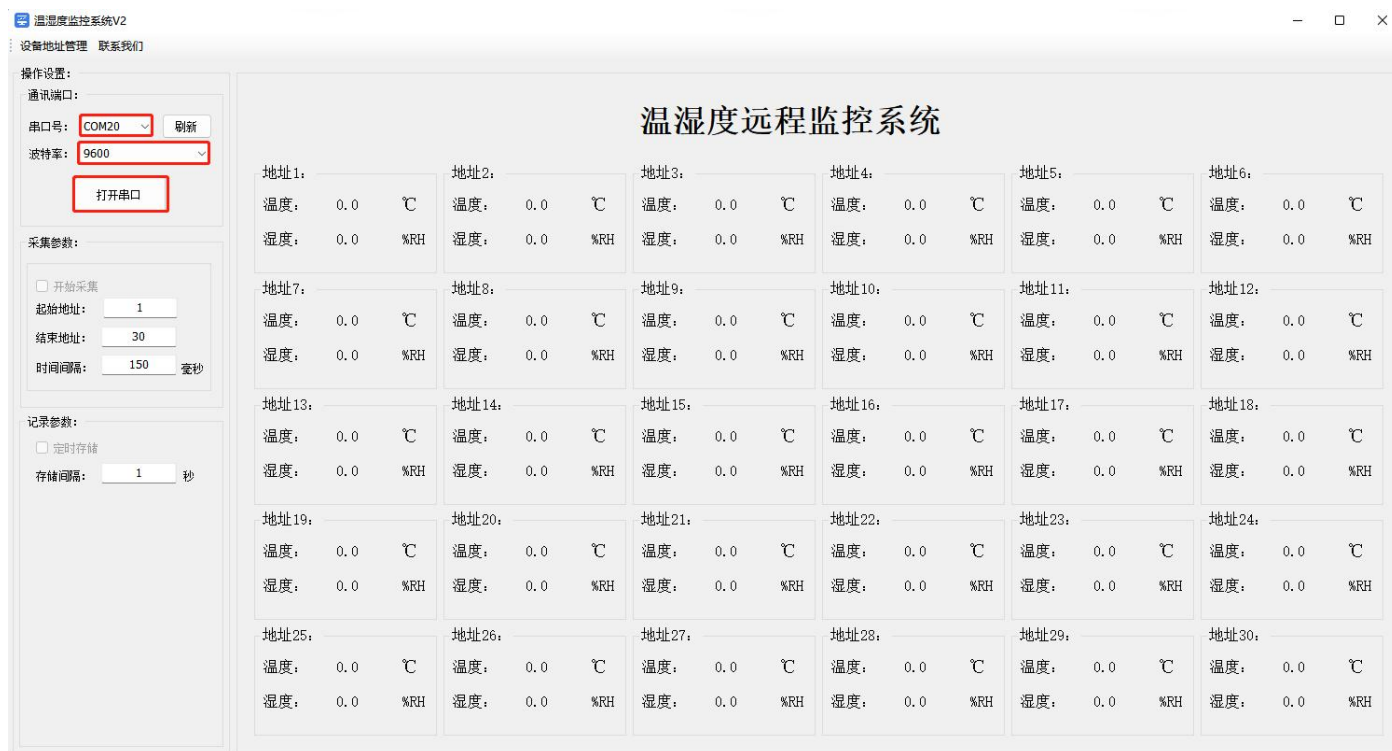 温湿度监控系统V2
设备地址管理 联系我们
操作设置:
通讯端口:
串口号: COM20 刷新
波特率: 9600
打开串口
采集参数:
开始采集
起始地址: 1
结束地址: 30
时间间隔: 150 毫秒
记录参数:
定时存储
存储间隔: 1 秒
温湿度远程监控系统
地址1: 地址2: 地址3: 地址4: 地址5: 地址6:
温度: 0.0 ℃ 温度: 0.0 ℃ 温度: 0.0 ℃ 温度: 0.0 ℃ 温度: 0.0 ℃ 温度: 0.0 ℃
湿度: 0.0 %RH 湿度: 0.0 %RH 湿度: 0.0 %RH 湿度: 0.0 %RH 湿度: 0.0 %RH 湿度: 0.0 %RH
地址7: 地址8: 地址9: 地址10: 地址11: 地址12:
温度: 0.0 ℃ 温度: 0.0 ℃ 温度: 0.0 ℃ 温度: 0.0 ℃ 温度: 0.0 ℃ 温度: 0.0 ℃
湿度: 0.0 %RH 湿度: 0.0 %RH 湿度: 0.0 %RH 湿度: 0.0 %RH 湿度: 0.0 %RH 湿度: 0.0 %RH
地址13: 地址14: 地址15: 地址16: 地址17: 地址18:
温度: 0.0 ℃ 温度: 0.0 ℃ 温度: 0.0 ℃ 温度: 0.0 ℃ 温度: 0.0 ℃ 温度: 0.0 ℃
湿度: 0.0 %RH 湿度: 0.0 %RH 湿度: 0.0 %RH 湿度: 0.0 %RH 湿度: 0.0 %RH 湿度: 0.0 %RH
地址19: 地址20: 地址21: 地址22: 地址23: 地址24:
温度: 0.0 ℃ 温度: 0.0 ℃ 温度: 0.0 ℃ 温度: 0.0 ℃ 温度: 0.0 ℃ 温度: 0.0 ℃
湿度: 0.0 %RH 湿度: 0.0 %RH 湿度: 0.0 %RH 湿度: 0.0 %RH 湿度: 0.0 %RH 湿度: 0.0 %RH
地址25: 地址26: 地址27: 地址28: 地址29: 地址30:
温度: 0.0 ℃ 温度: 0.0 ℃ 温度: 0.0 ℃ 温度: 0.0 ℃ 温度: 0.0 ℃ 温度: 0.0 ℃
湿度: 0.0 %RH 湿度: 0.0 %RH 湿度: 0.0 %RH 湿度: 0.0 %RH 湿度: 0.0 %RH 湿度: 0.0 %RH